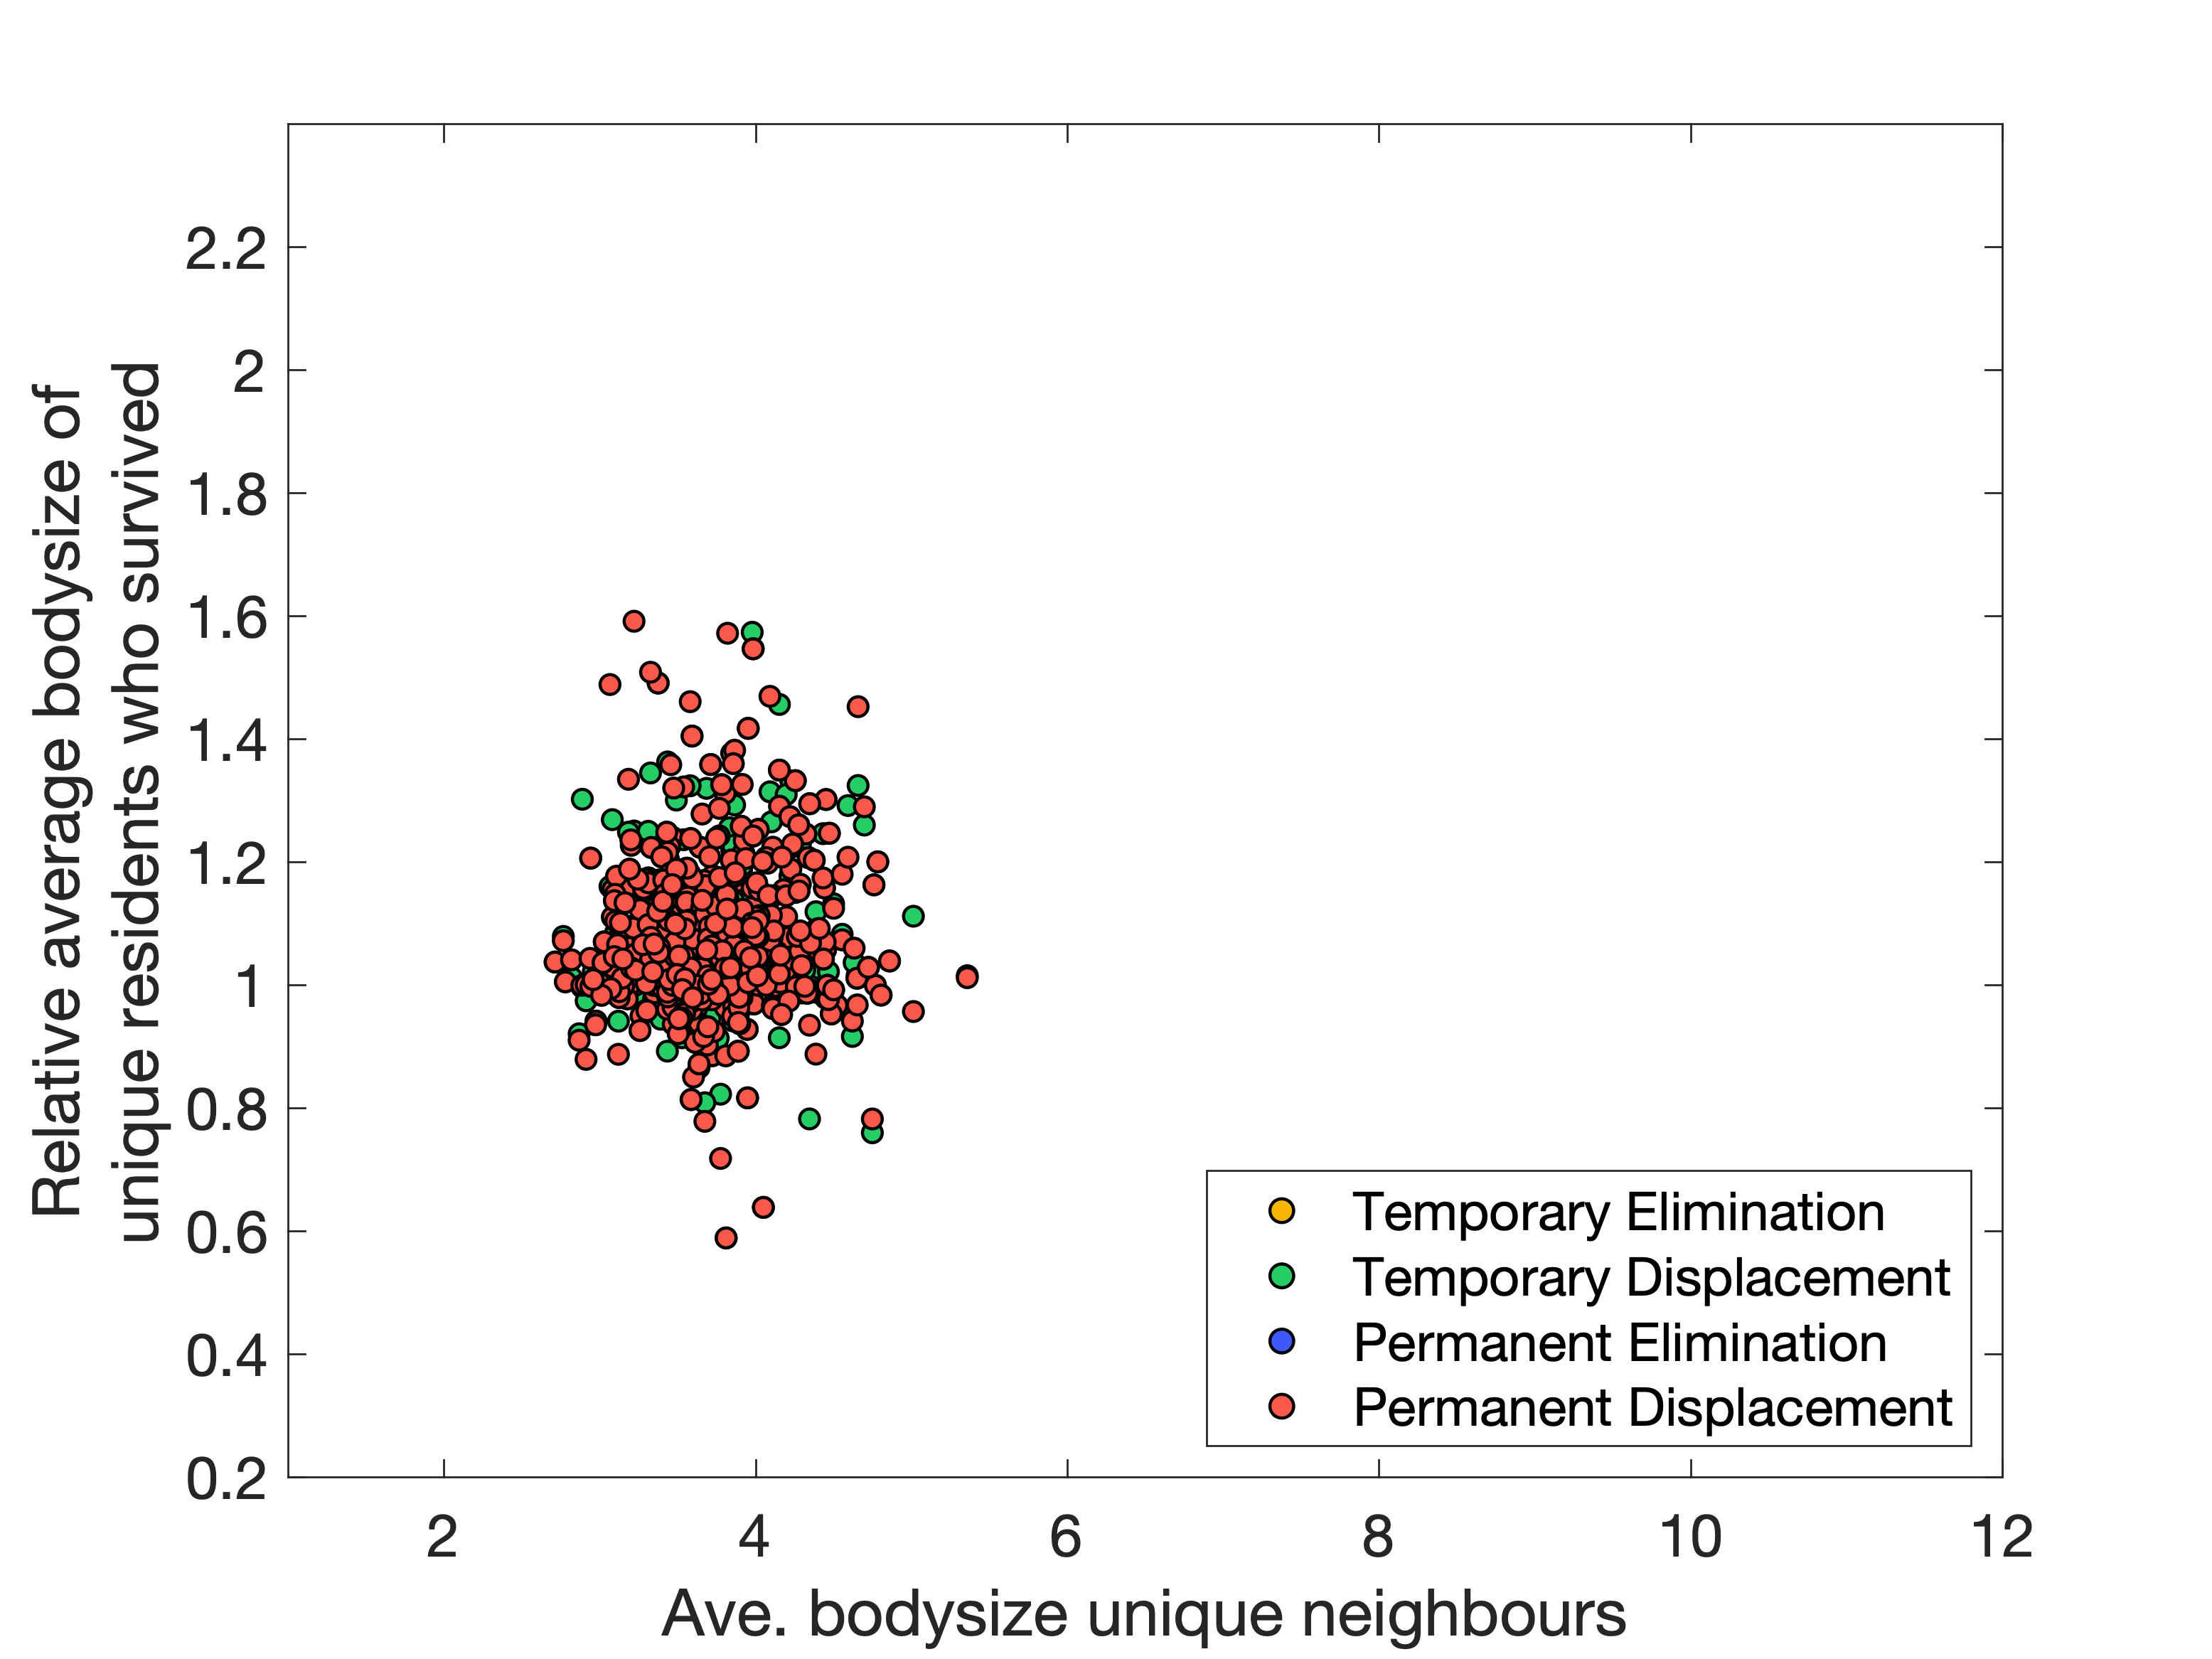 Relative average bodysize of
unique residents who survived
2.2
2
1.8
1.6
1.4
1.2
1
0.8
0.6
0.4
0.2
Temporary Elimination
Temporary Displacement
Permanent Elimination
Permanent Displacement
2 4 6 8 10 12
Ave. bodysize unique neighbours